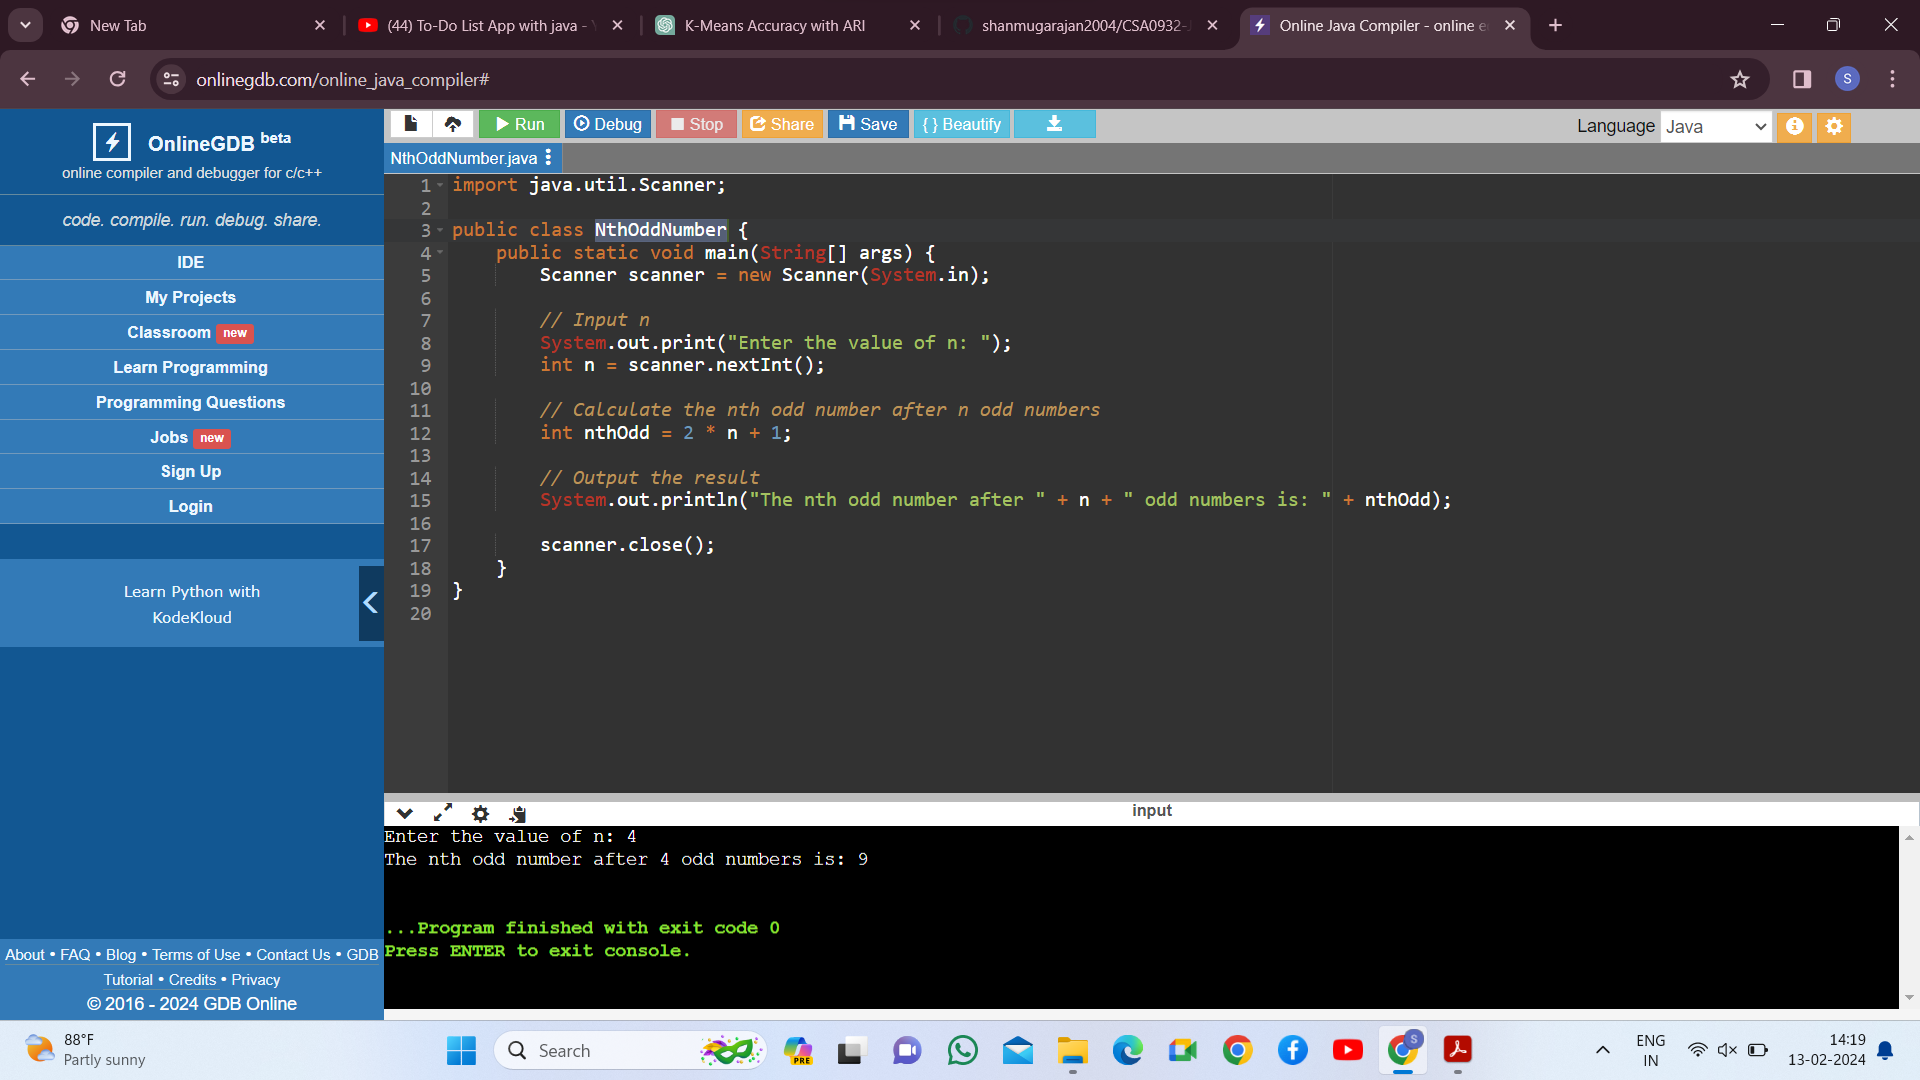 New Tab
(44) To-Do List App with java -
K-Means Accuracy with ARI
shanmugarajan2004/CSA0932-
Online Java Compiler - online e
onlinegdb.com/online_java_compiler#
S
OnlineGDB beta
online compiler and debugger for c/c++
code. compile. run. debug. share.
IDE
My Projects
Classroom new
Learn Programming
Programming Questions
Jobs new
Sign Up
Login
Learn Python with
KodeKloud
About • FAQ • Blog • Terms of Use • Contact Us • GDB
Tutorial • Credits • Privacy
© 2016 - 2024 GDB Online
Run
Debug
Stop
Share
Save
{ } Beautify
Language Java
NthOddNumber.java
1 import java.util.Scanner;
2
3 public class NthOddNumber {
4 public static void main(String[] args) {
5 Scanner scanner = new Scanner(System.in);
6
7 // Input n
8 System.out.print("Enter the value of n: ");
9 int n = scanner.nextInt();
10
11 // Calculate the nth odd number after n odd numbers
12 int nthOdd = 2 * n + 1;
13
14 // Output the result
15 System.out.println("The nth odd number after " + n + " odd numbers is: " + nthOdd);
16
17 scanner.close();
18 }
19 }
20
input
Enter the value of n: 4
The nth odd number after 4 odd numbers is: 9
...Program finished with exit code 0
Press ENTER to exit console.
88°F
Partly sunny
Search
PRE
S
ENG
IN
14:19
13-02-2024